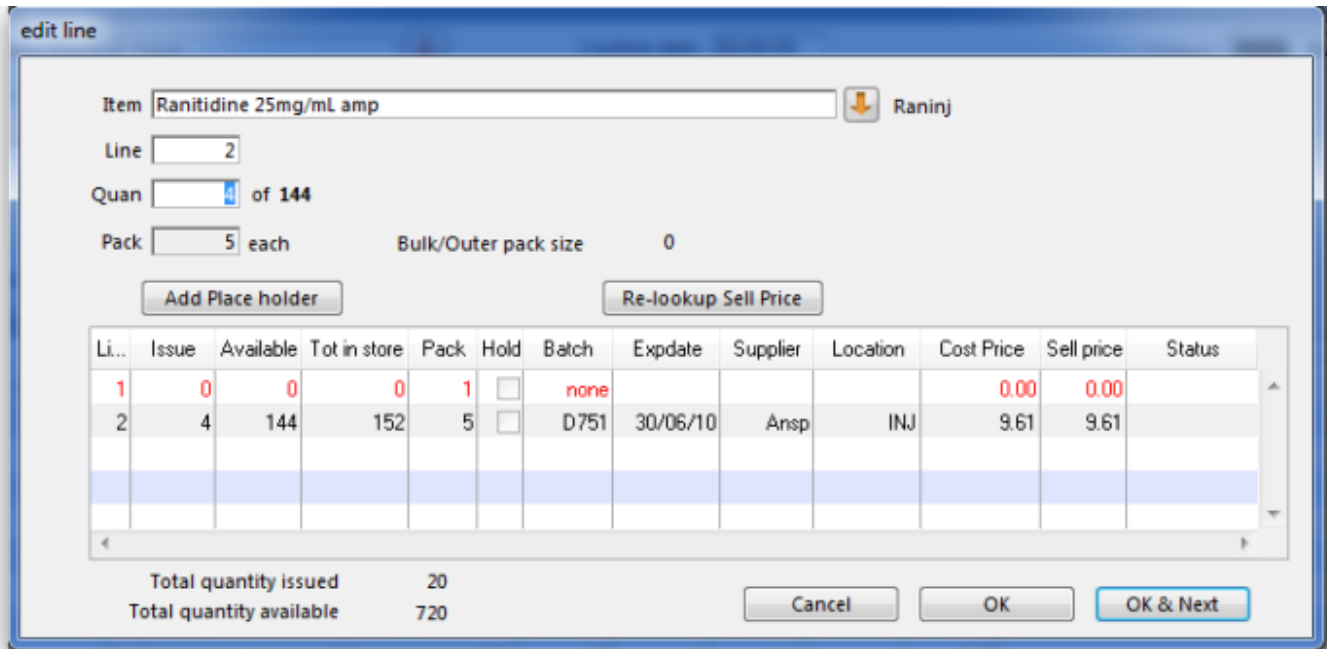 edit line
Item Ranitidine 25mg/mL amp Raninj
Line 2
Quan 4 of 144
Pack 5 each Bulk/Outer pack size 0
Add Place holder Re-lookup Sell Price
Li... Issue Available Tot in store Pack Hold Batch Expdate Supplier Location Cost Price Sell price Status
1 0 0 0 1 none 0.00 0.00
2 4 144 152 5 D751 30/06/10 Ansp INJ 9.61 9.61
Total quantity issued 20
Total quantity available 720
Cancel OK OK & Next